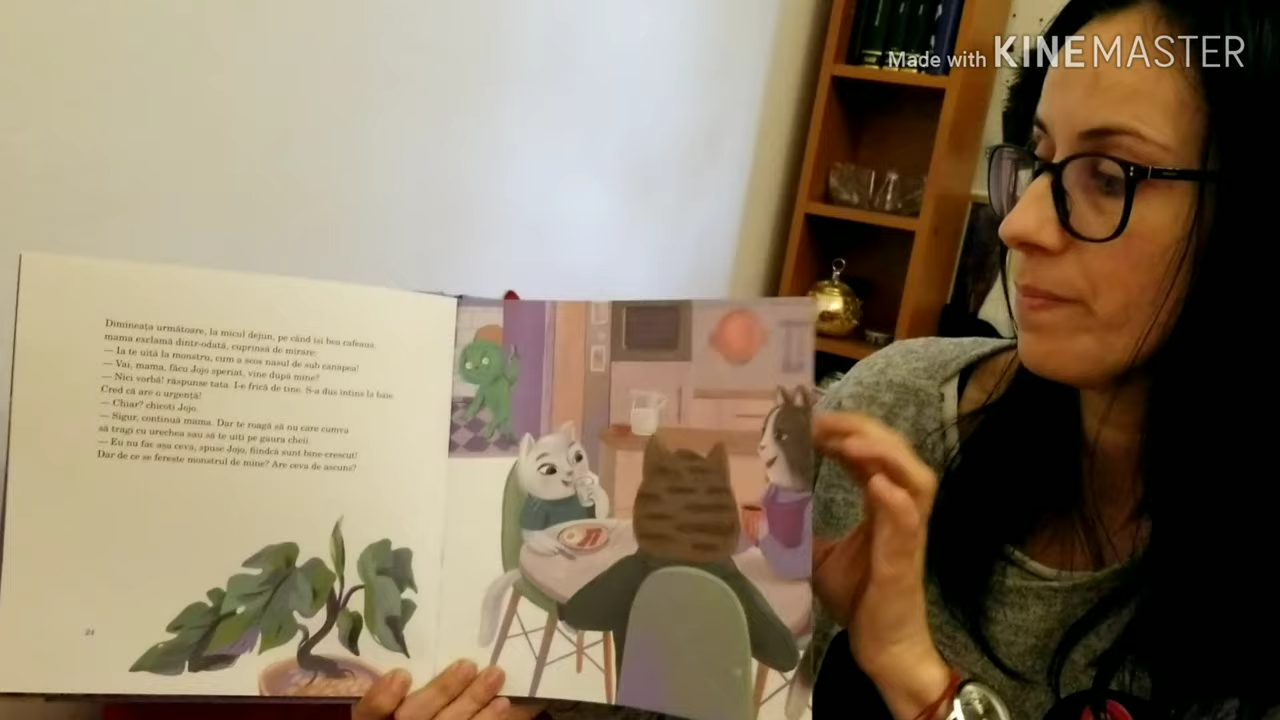 Made with KINEMASTER
Dimineața următoare, la micul dejun, pe când își bea cafeaua,
mama exclamă dintr-odată, cuprinsă de mirare:
— Ia te uită la monstru, cum a scos nasul de sub canapea!
— Vai, mama, făcu Jojo speriat, vine după mine?
— Nici vorbă! răspunse tata. I-e frică de tine. S-a dus întins la baie.
Cred că are o urgență!
— Chiar? chicoti Jojo.
— Sigur, continuă mama. Dar te roagă să nu care cumva
să tragi cu urechea sau să te uiți pe gaura cheii.
— Eu nu fac așa ceva, spuse Jojo, fiindcă sunt bine-crescut!
Dar de ce se ferește monstrul de mine? Are ceva de ascuns?
24